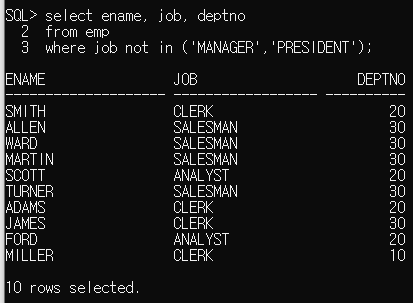 SQL> select ename, job, deptno
  2  from emp
  3  where job not in ('MANAGER','PRESIDENT');

ENAME                JOB                    DEPTNO
-------------------- ------------------ ----------
SMITH                CLERK                      20
ALLEN                SALESMAN                   30
WARD                 SALESMAN                   30
MARTIN               SALESMAN                   30
SCOTT                ANALYST                    20
TURNER               SALESMAN                   30
ADAMS                CLERK                      20
JAMES                CLERK                      30
FORD                 ANALYST                    20
MILLER               CLERK                      10

10 rows selected.